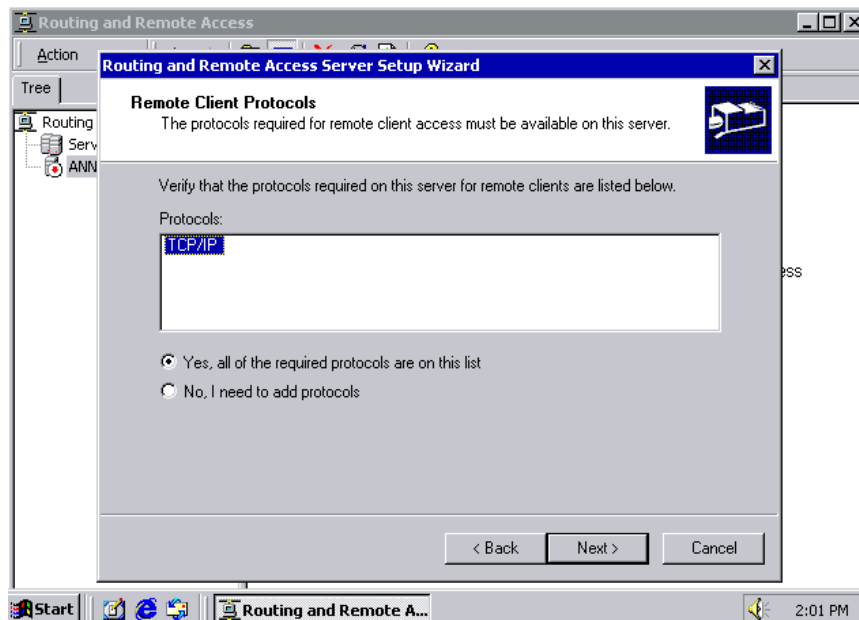 Routing and Remote Access
Action
Routing and Remote Access Server Setup Wizard
Tree
Remote Client Protocols
The protocols required for remote client access must be available on this server.
Routing
Serv
ANN
Verify that the protocols required on this server for remote clients are listed below.
Protocols:
TCP/IP
ess
Yes, all of the required protocols are on this list
No, I need to add protocols
< Back
Next >
Cancel
Start
Routing and Remote A...
2:01 PM